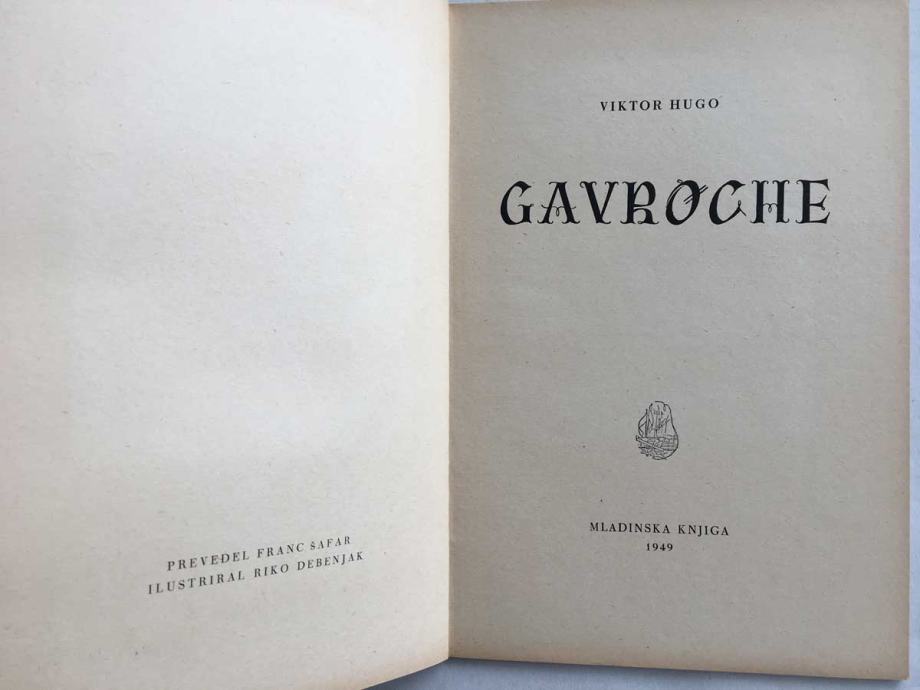 PREVEDEL FRANC ŠAFAR
ILUSTRIRAL RIKO DEBENJAK
VIKTOR HUGO
GAVROCHE
MLADINSKA KNJIGA
1949